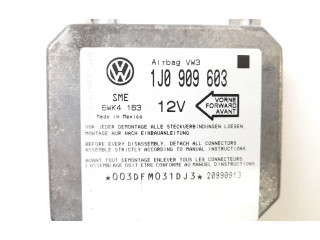 VW
Airbag VW3
1J0 909 603
SME
5WK4 163
Made in Mexico
12V
VORNE
FORWARD
AVANT
VOR JEDER DEMONTAGE ALLE STECKVERBINDUNGEN LOESEN
MONTAGE NUR NACH EINBAUANLEITUNG.
BEFORE EVERY DISASSEMBLY, DETACH ALL CONNECTORS
ASSEMBLE STRICTLY ACCORDING TO MANUAL INSTRUCTIONS
AVANT TOUT DEMONTAGE ENLEVER TOUS LES CONNECTEURS
L'ASSEMBLAGE DOIT ETRE CONFORME AU MANUEL D'INSTRUCTIONS
*003DFM031DJ3*